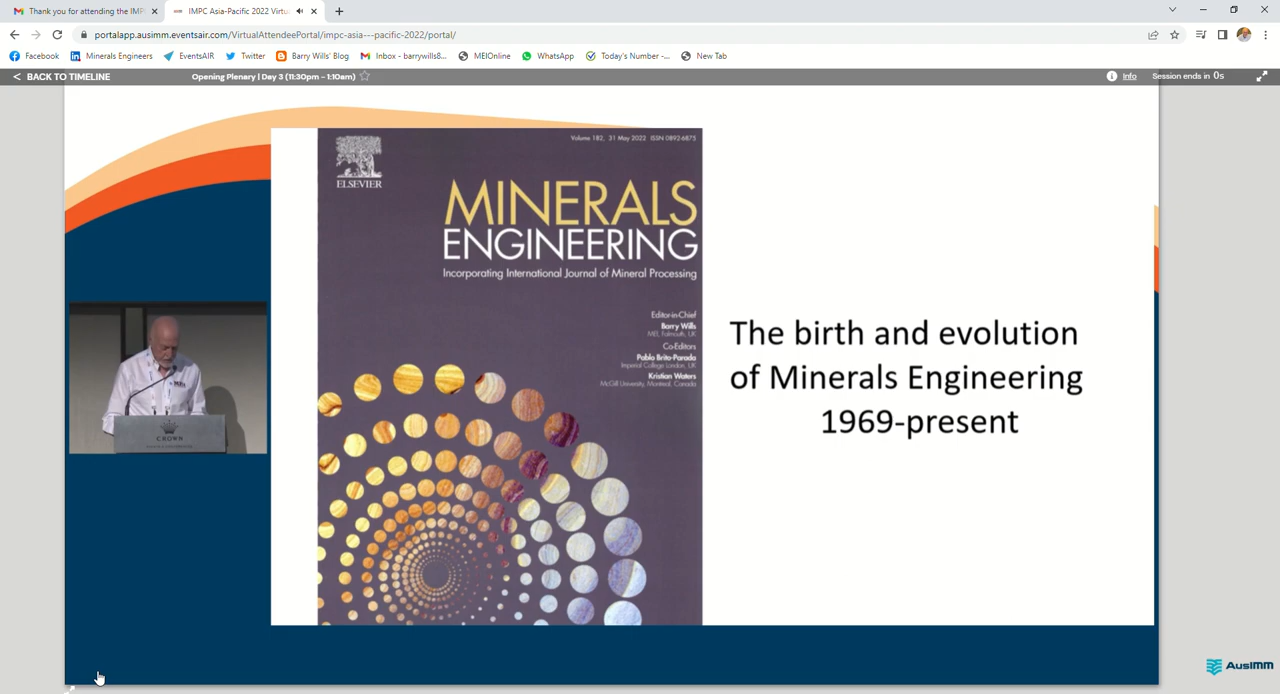 Thank you for attending the IMP
IMPC Asia-Pacific 2022 Virtu
portalapp.ausimm.eventsair.com/VirtualAttendeePortal/impc-asia---pacific-2022/portal/
Facebook
Minerals Engineers
EventsAIR
Twitter
Barry Wills' Blog
Inbox - barrywills8...
MEIOnline
WhatsApp
Today's Number -...
New Tab
< BACK TO TIMELINE
Opening Plenary | Day 3 (11:30pm - 1:10am)
Info
Session ends in 0s
Volume 182, 31 May 2022 ISSN 0892-6875
ELSEVIER
MINERALS
ENGINEERING
Incorporating International Journal of Mineral Processing
Editor-in-Chief
Barry Wills
MEI, Falmouth, UK
Co-Editors
Pablo Brito-Parada
Imperial College London, UK
Kristian Waters
McGill University, Montreal, Canada
The birth and evolution
of Minerals Engineering
1969-present
CROWN
AusIMM